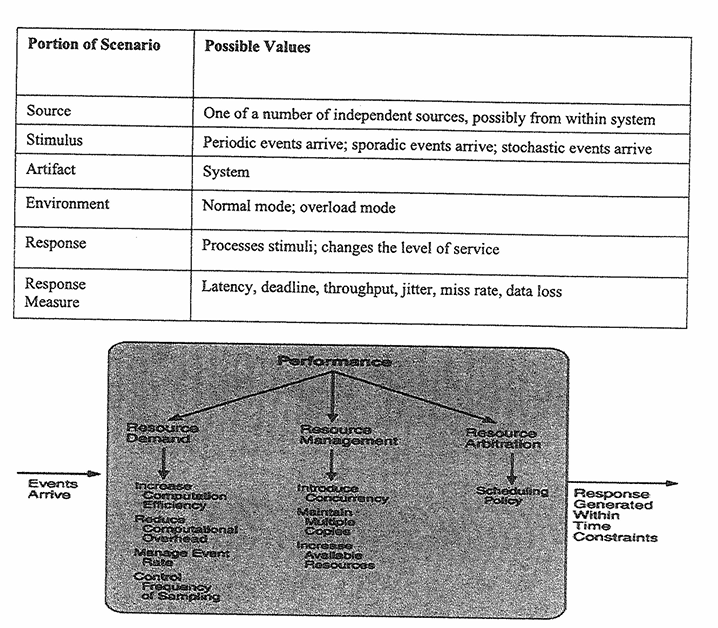 Portion of Scenario Possible Values
Source One of a number of independent sources, possibly from within system
Stimulus Periodic events arrive; sporadic events arrive; stochastic events arrive
Artifact System
Environment Normal mode; overload mode
Response Processes stimuli; changes the level of service
Response Latency, deadline, throughput, jitter, miss rate, data loss
Measure
Performance
Resource
Demand
Resource
Management
Resource
Arbitration
Events
Arrive
Increase
Computation
Efficiency
Reduce
Computational
Overhead
Manage Event
Rate
Control
Frequency
of Sampling
Introduce
Concurrency
Maintain
Multiple
Copies
Increase
Available
Resources
Scheduling
Policy
Response
Generated
Within
Time
Constraints